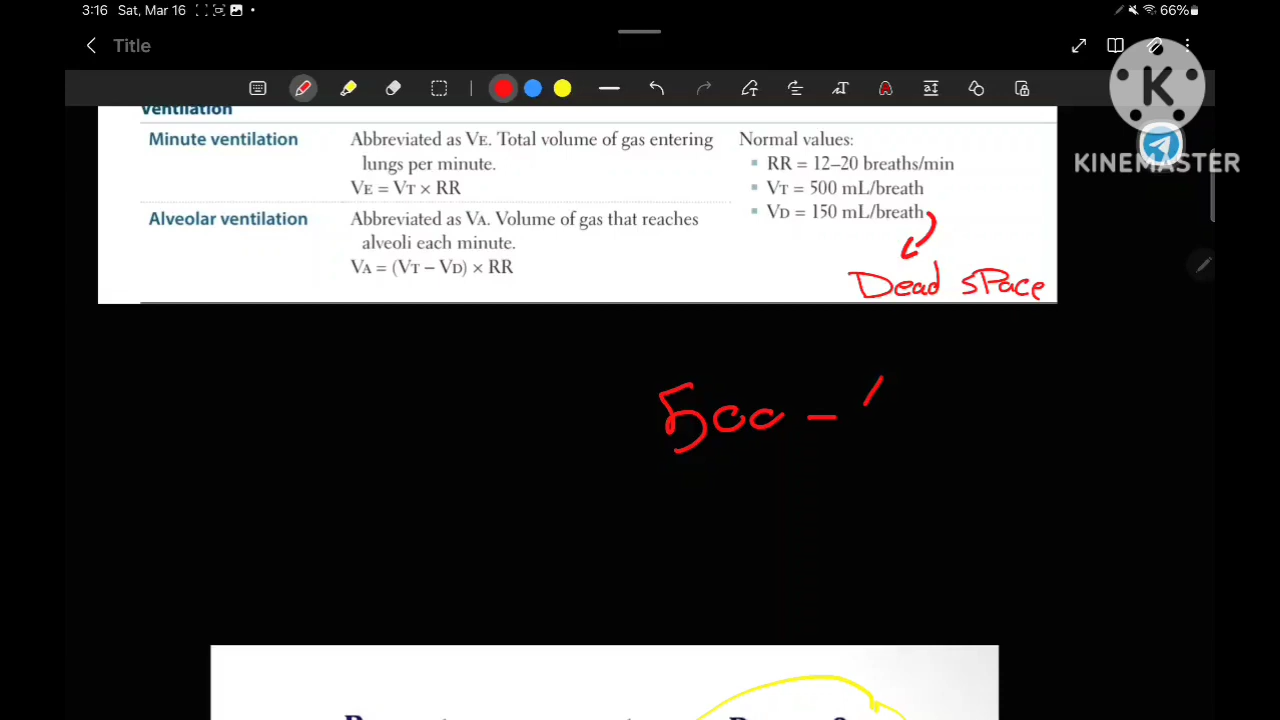 3:16 Sat, Mar 16
66%
Title
KINEMASTER
Ventilation
Minute ventilation
Abbreviated as VE. Total volume of gas entering
lungs per minute.
VE = VT × RR
Normal values:
▪ RR = 12–20 breaths/min
▪ VT = 500 mL/breath
▪ VD = 150 mL/breath
Alveolar ventilation
Abbreviated as VA. Volume of gas that reaches
alveoli each minute.
VA = (VT – VD) × RR
Dead sPace
500 –